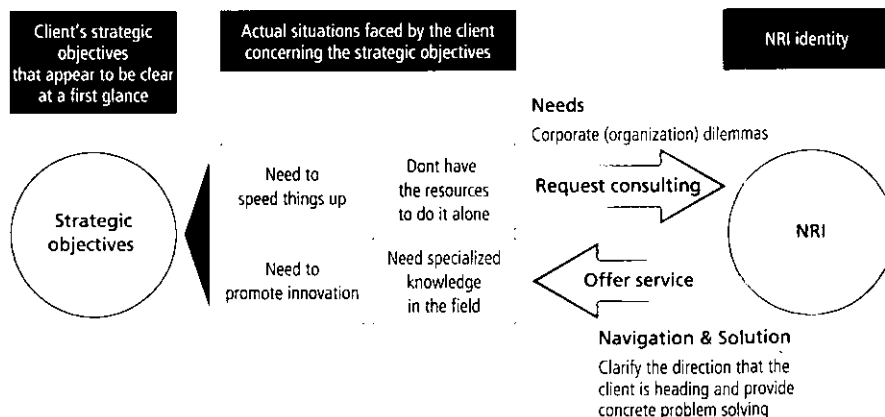 Client's strategic
objectives
that appear to be clear
at a first glance
Actual situations faced by the client
concerning the strategic objectives
NRI identity
Needs
Corporate (organization) dilemmas
Need to
speed things up
Dont have
the resources
to do it alone
Request consulting
Strategic
objectives
NRI
Need to
promote innovation
Need specialized
knowledge
in the field
Offer service
Navigation & Solution
Clarify the direction that the
client is heading and provide
concrete problem solving